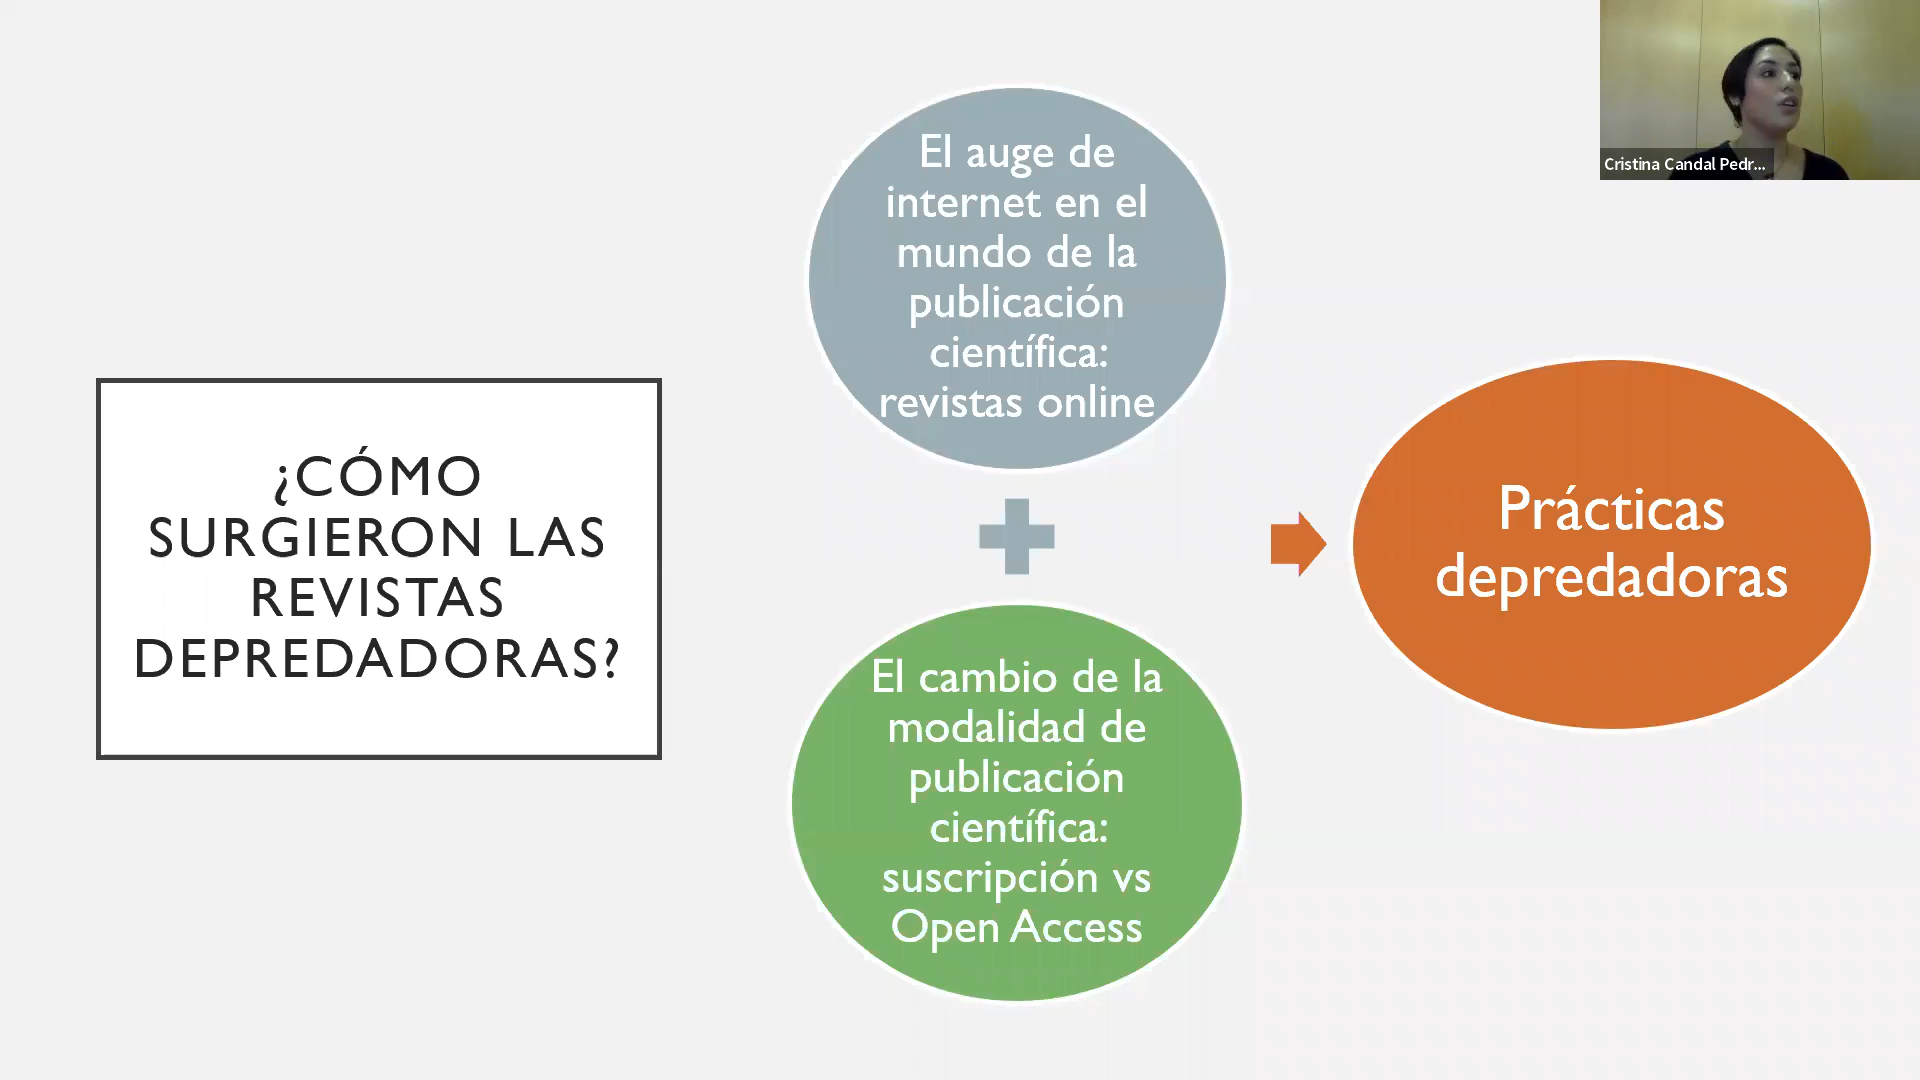 ¿CÓMO
SURGIERON LAS
REVISTAS
DEPREDADORAS?
El auge de
internet en el
mundo de la
publicación
científica:
revistas online
El cambio de la
modalidad de
publicación
científica:
suscripción vs
Open Access
Prácticas
depredadoras
Cristina Candal Pedr...